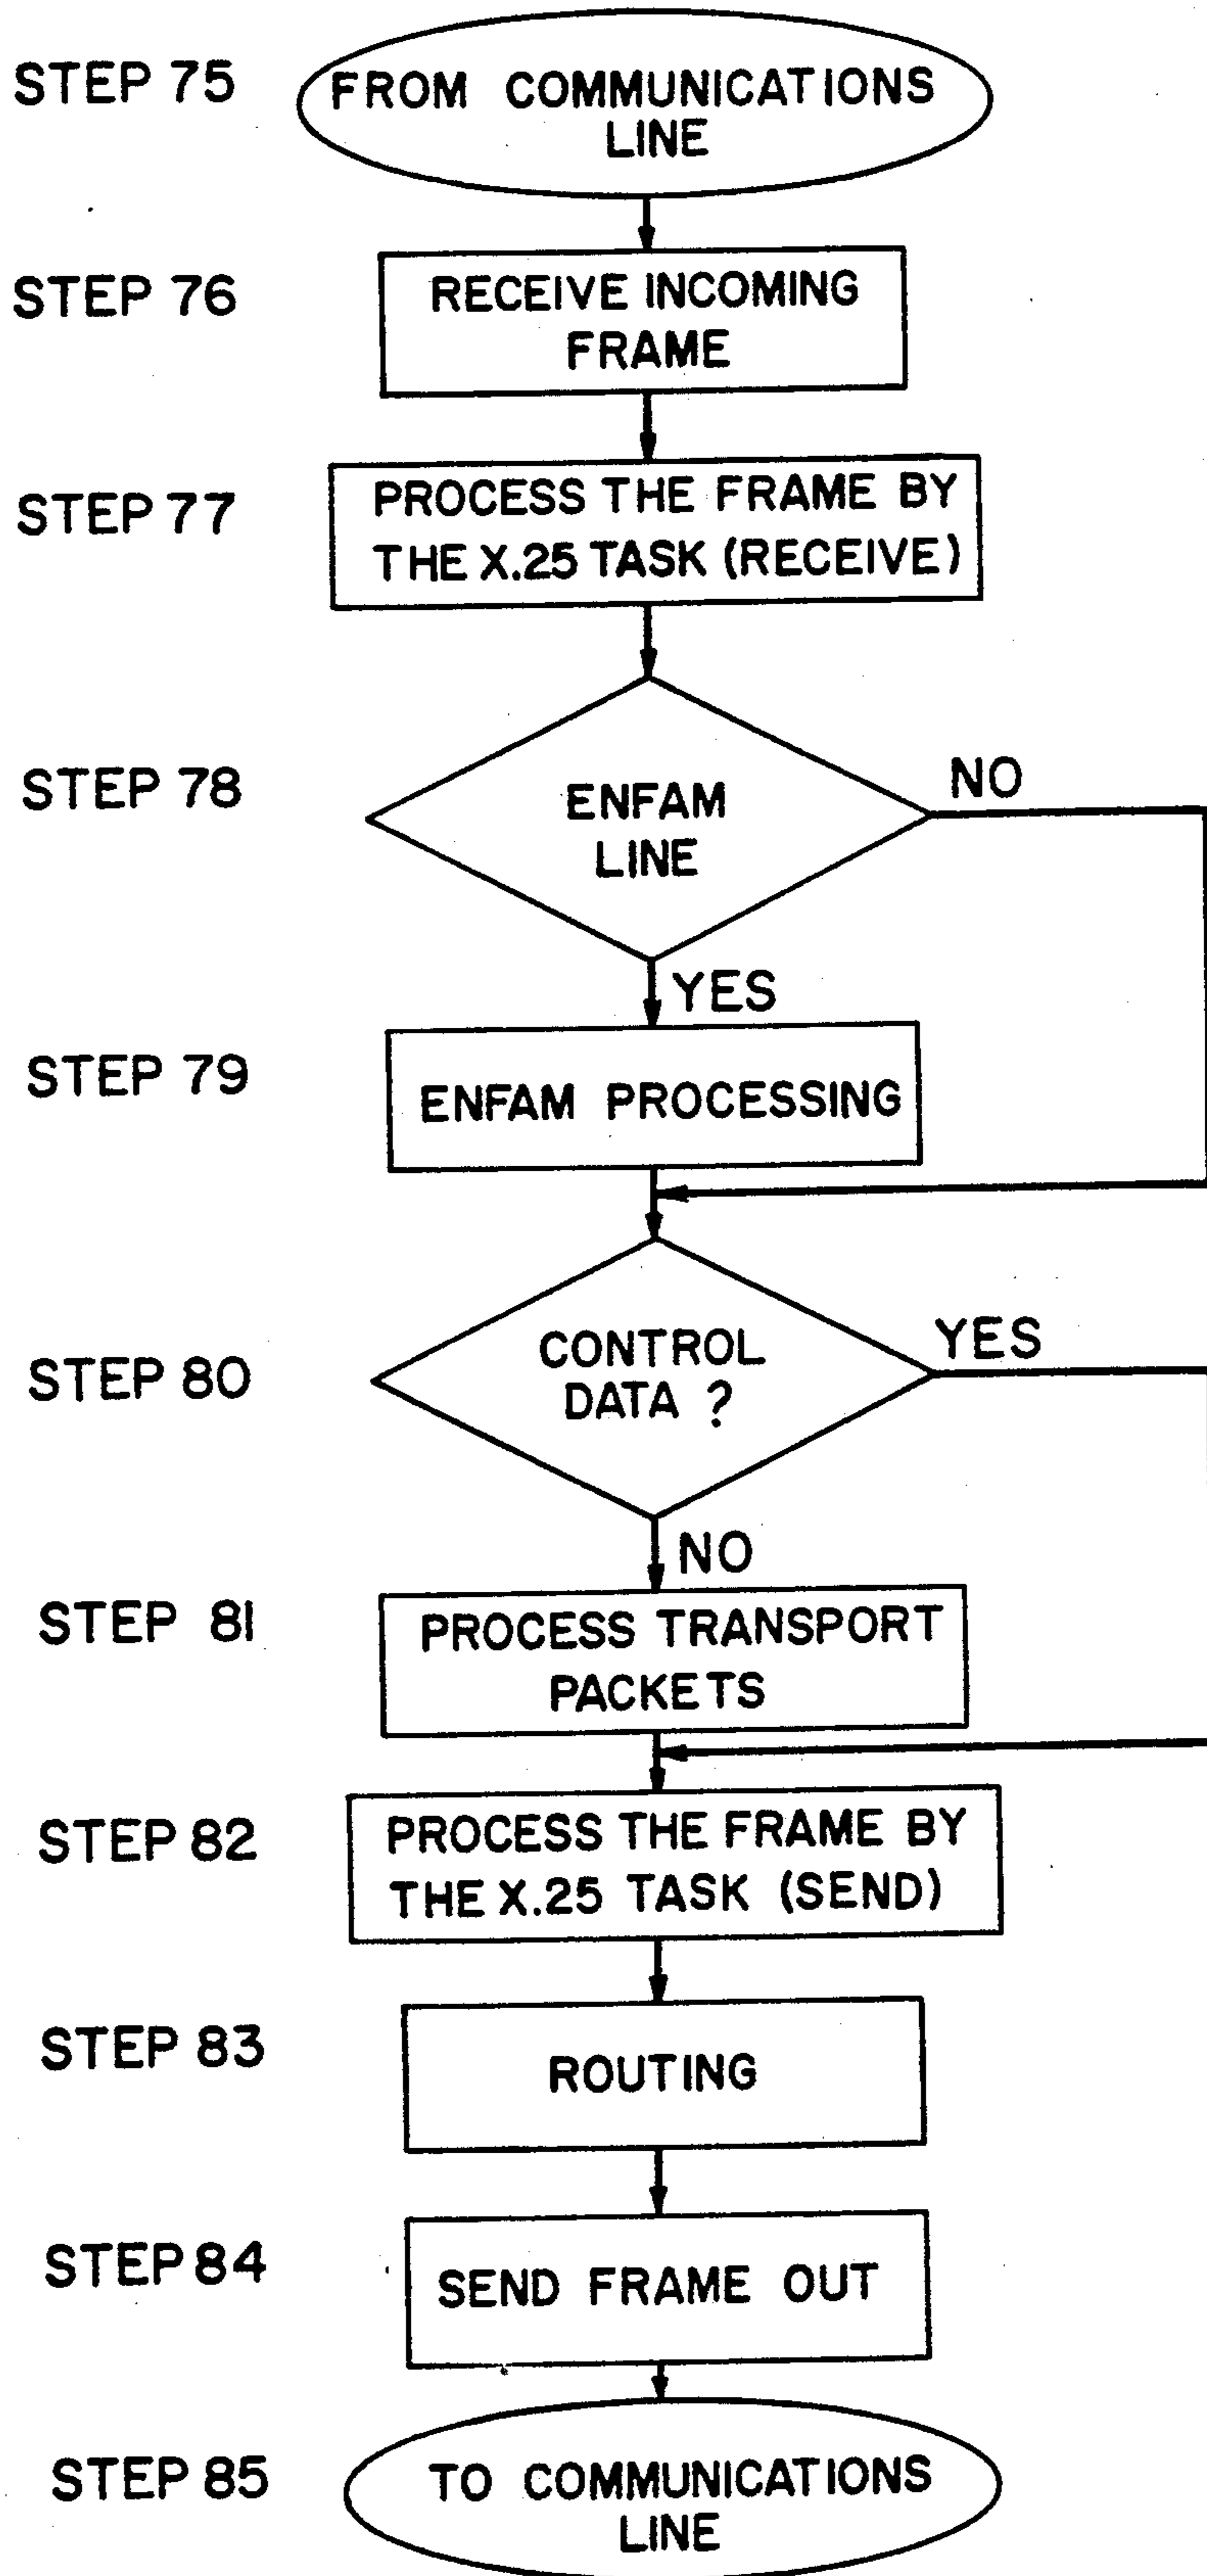 STEP 75
FROM COMMUNICATIONS
LINE
STEP 76
RECEIVE INCOMING
FRAME
STEP 77
PROCESS THE FRAME BY
THE X.25 TASK (RECEIVE)
STEP 78
ENFAM
LINE
NO
YES
STEP 79
ENFAM PROCESSING
STEP 80
CONTROL
DATA ?
YES
NO
STEP 81
PROCESS TRANSPORT
PACKETS
STEP 82
PROCESS THE FRAME BY
THE X.25 TASK (SEND)
STEP 83
ROUTING
STEP 84
SEND FRAME OUT
STEP 85
TO COMMUNICATIONS
LINE